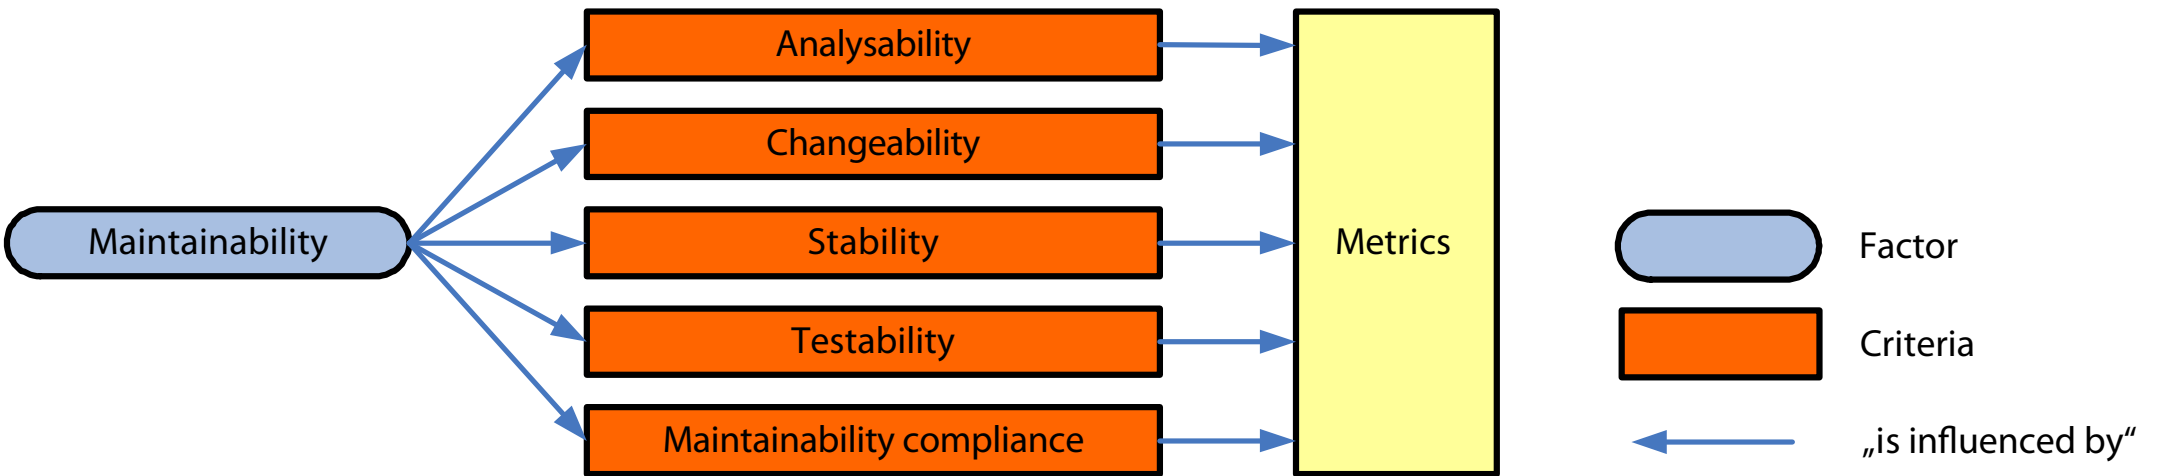 Analysability
Changeability
Maintainability
Stability
Testability
Maintainability compliance
Metrics
Factor
Criteria
„is influenced by“